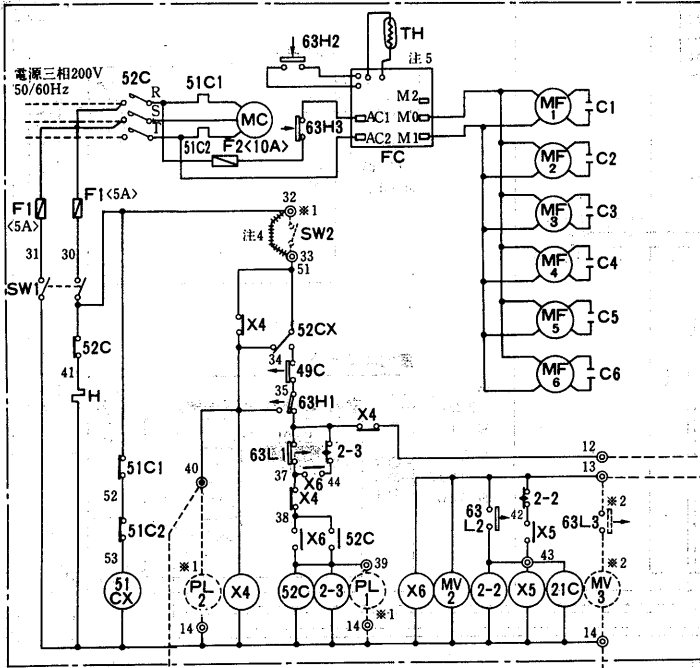 電源三相200V
50/60Hz
52C
R
S
T
51C1
51C2
MC
F2<10A>
63H2
63H3
TH
注5
M2
AC1
M0
AC2
M1
FC
MF
1
C1
MF
2
C2
MF
3
C3
MF
4
C4
MF
5
C5
MF
6
C6
F1
<5A>
F1<5A>
31
30
SW1
52C
41
H
32
※1
注4
SW2
33
51
X4
52CX
34
49C
35
63H1
X4
63L1
2-3
37
X6
44
X4
38
X6
52C
39
40
51C1
52
51C2
53
51
CX
※1
PL
2
14
X4
52C
2-3
PL
※1
14
12
13
63
L2
42
2-2
X5
43
※2
63L3
X6
MV
2
2-2
X5
21C
※2
MV
3
14